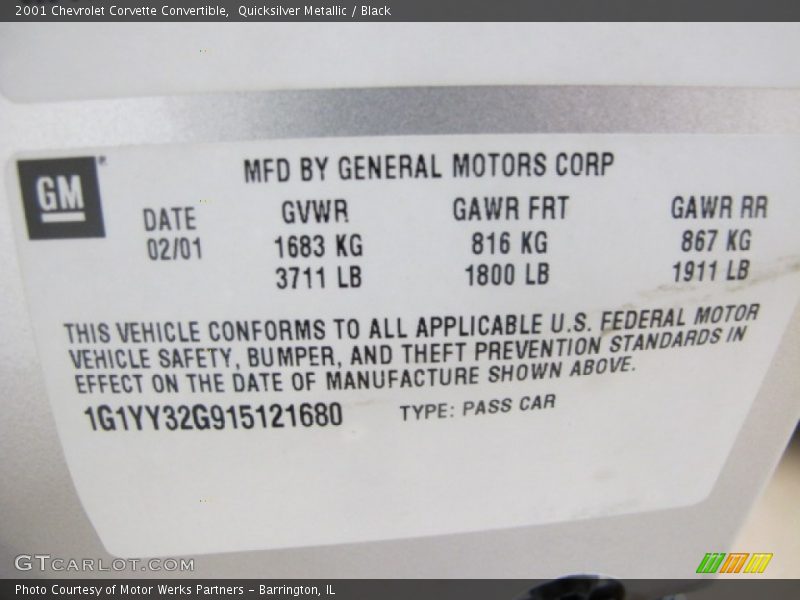 2001 Chevrolet Corvette Convertible, Quicksilver Metallic / Black
GM
MFD BY GENERAL MOTORS CORP
DATE GVWR GAWR FRT GAWR RR
02/01 1683 KG 816 KG 867 KG
3711 LB 1800 LB 1911 LB
THIS VEHICLE CONFORMS TO ALL APPLICABLE U.S. FEDERAL MOTOR
VEHICLE SAFETY, BUMPER, AND THEFT PREVENTION STANDARDS IN
EFFECT ON THE DATE OF MANUFACTURE SHOWN ABOVE.
1G1YY32G915121680 TYPE: PASS CAR
GTCARLOT.COM
Photo Courtesy of Motor Werks Partners - Barrington, IL